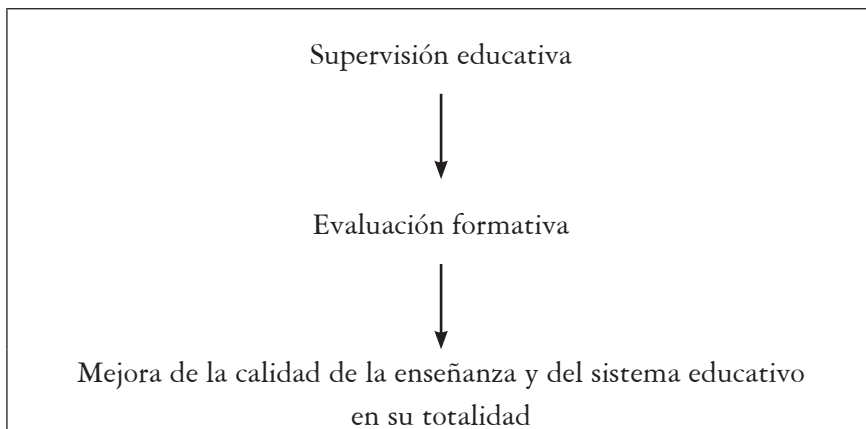 Supervisión educativa
Evaluación formativa
Mejora de la calidad de la enseñanza y del sistema educativo
en su totalidad